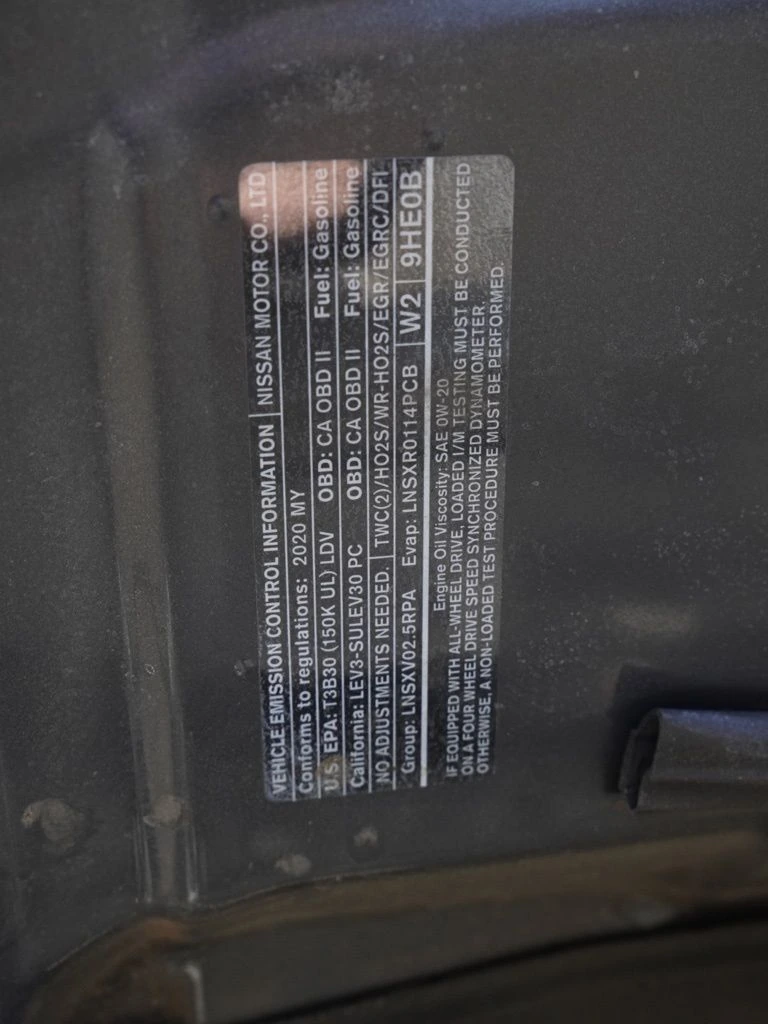 VEHICLE EMISSION CONTROL INFORMATION NISSAN MOTOR CO., LTD
Conforms to regulations: 2020 MY
U.S. EPA: T3B30 (150K UL) LDV OBD: CA OBD II Fuel: Gasoline
California: LEV3-SULEV30 PC OBD: CA OBD II Fuel: Gasoline
NO ADJUSTMENTS NEEDED. TWC(2)/HO2S/WR-HO2S/EGR/EGRC/DFI
Group: LNSXV02.5RPA Evap: LNSXR0114PCB W2 9HE0B
Engine Oil Viscosity: SAE 0W-20
IF EQUIPPED WITH ALL-WHEEL DRIVE, LOADED I/M TESTING MUST BE CONDUCTED
ON A FOUR WHEEL DRIVE SPEED SYNCHRONIZED DYNAMOMETER.
OTHERWISE, A NON-LOADED TEST PROCEDURE MUST BE PERFORMED.